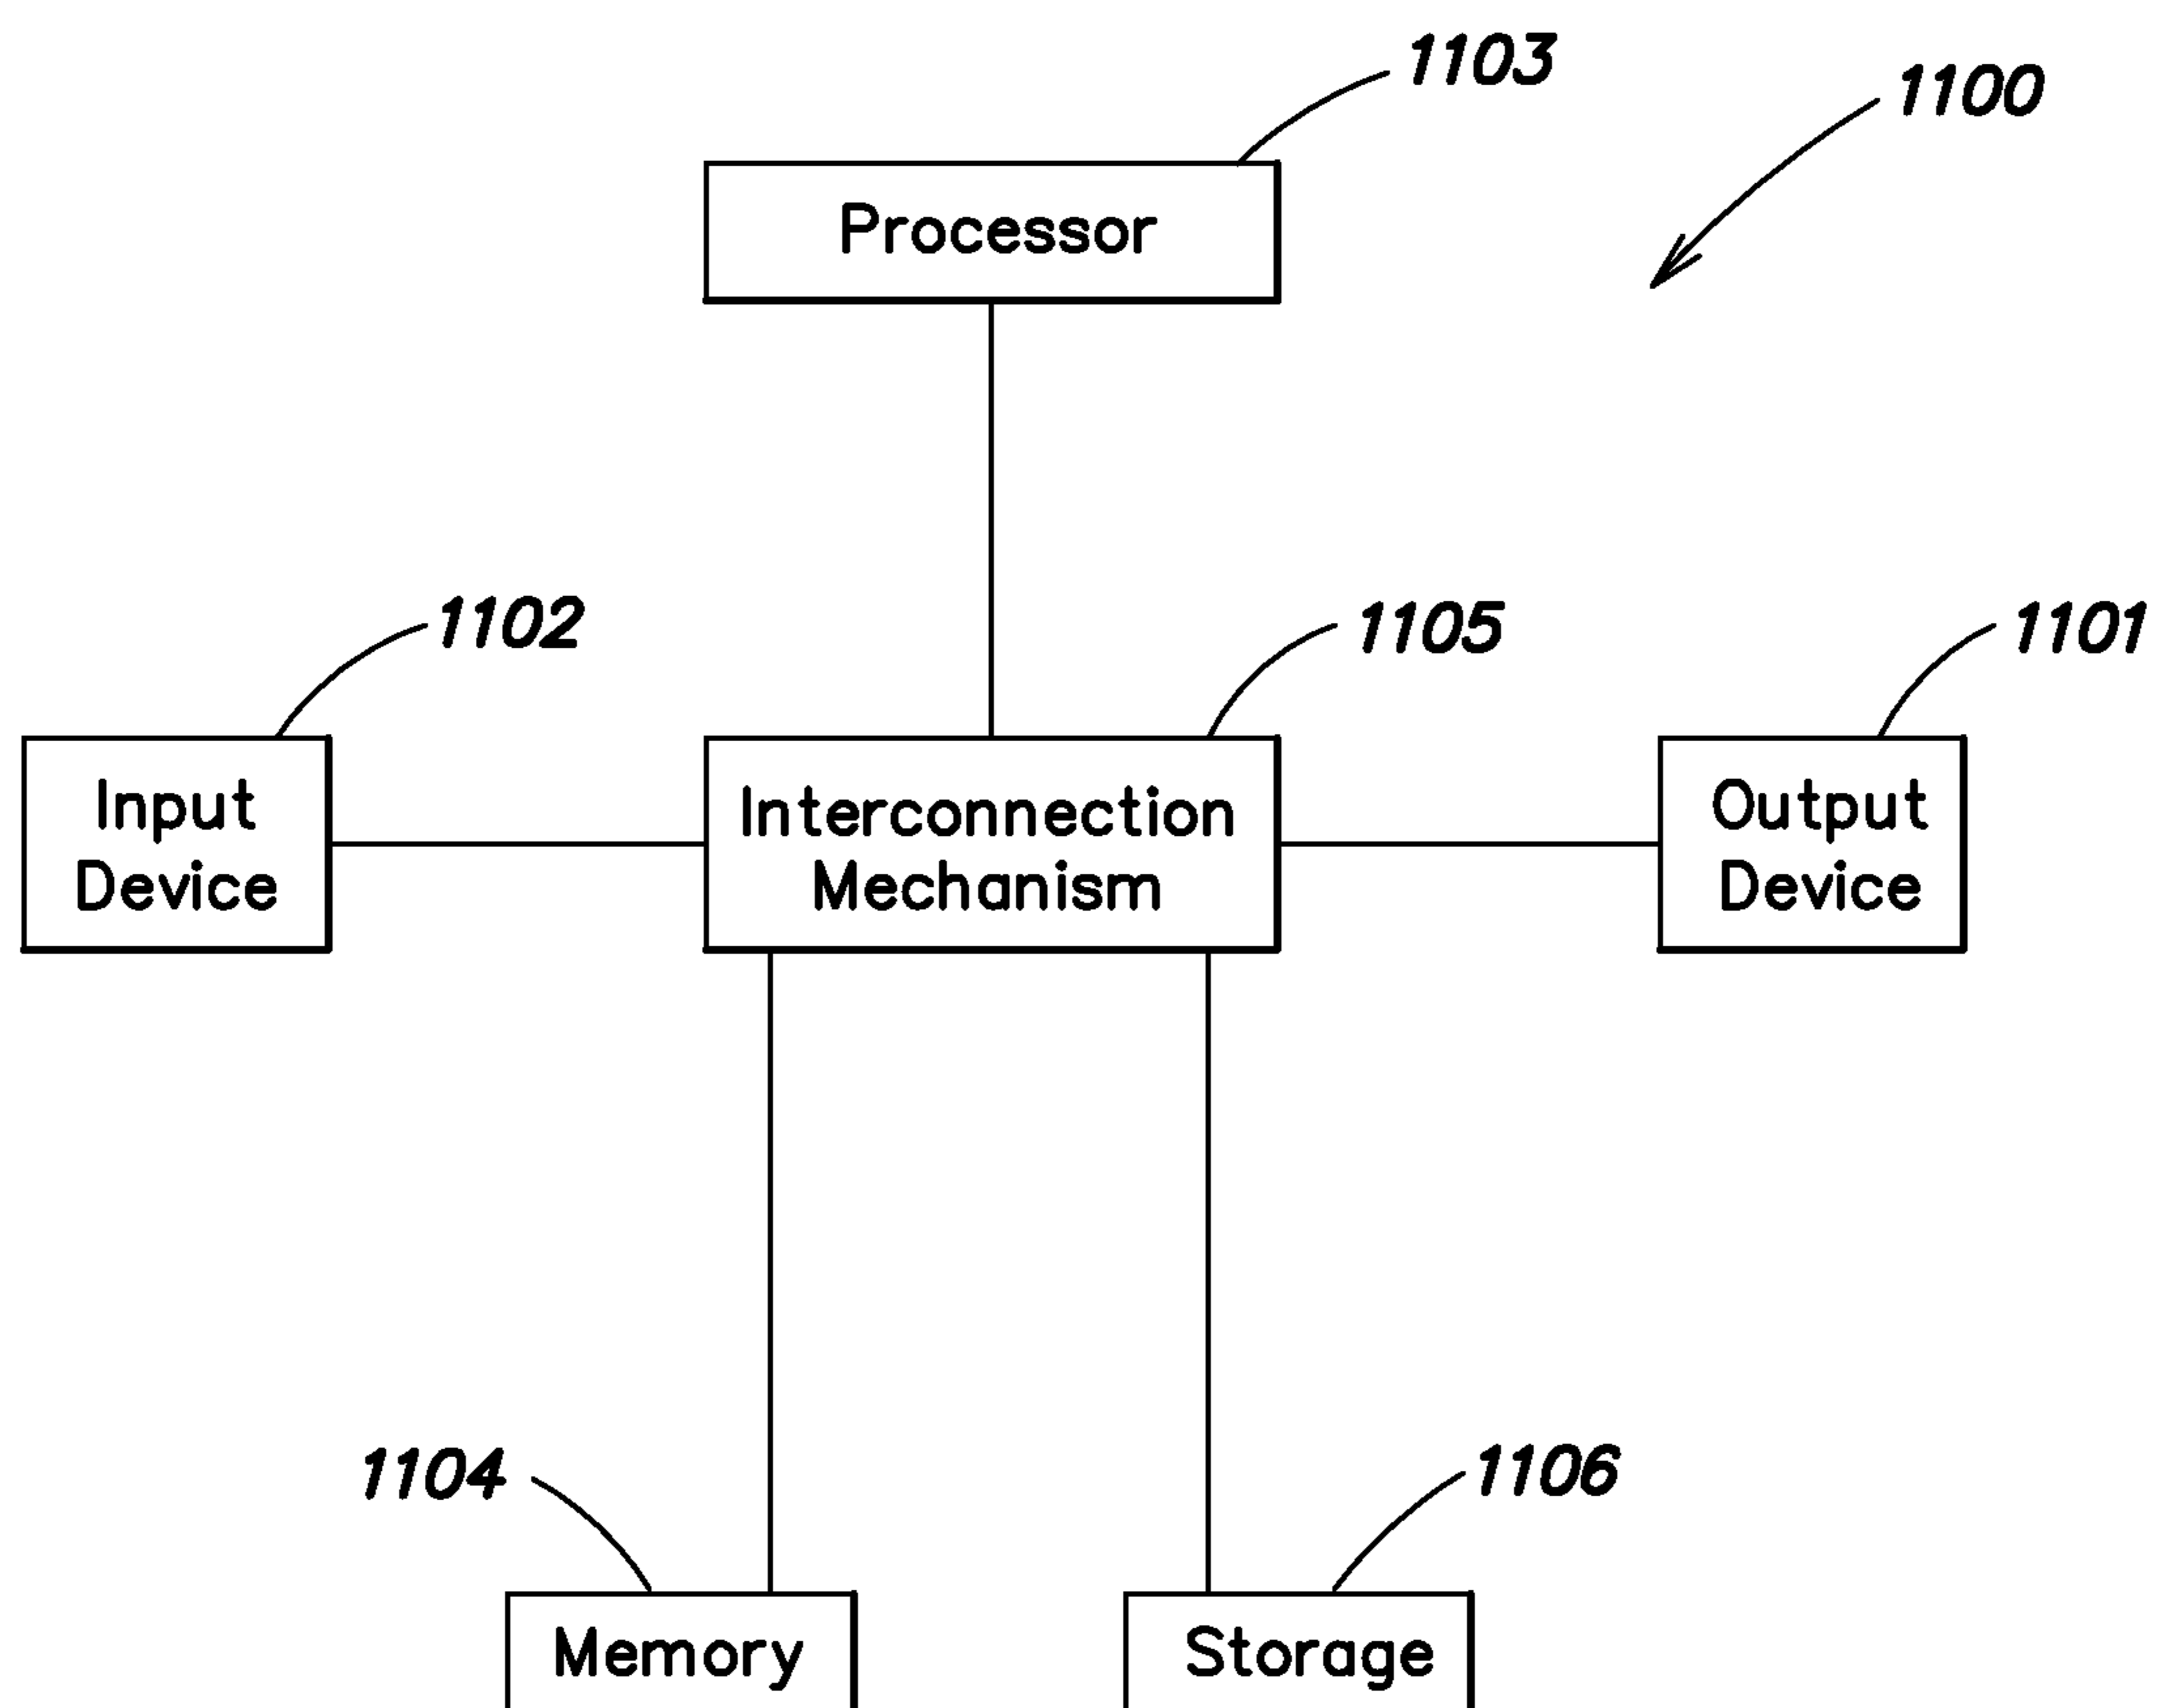 1103
1100
Processor
1102
1105
1101
Input
Device
Interconnection
Mechanism
Output
Device
1104
1106
Memory
Storage